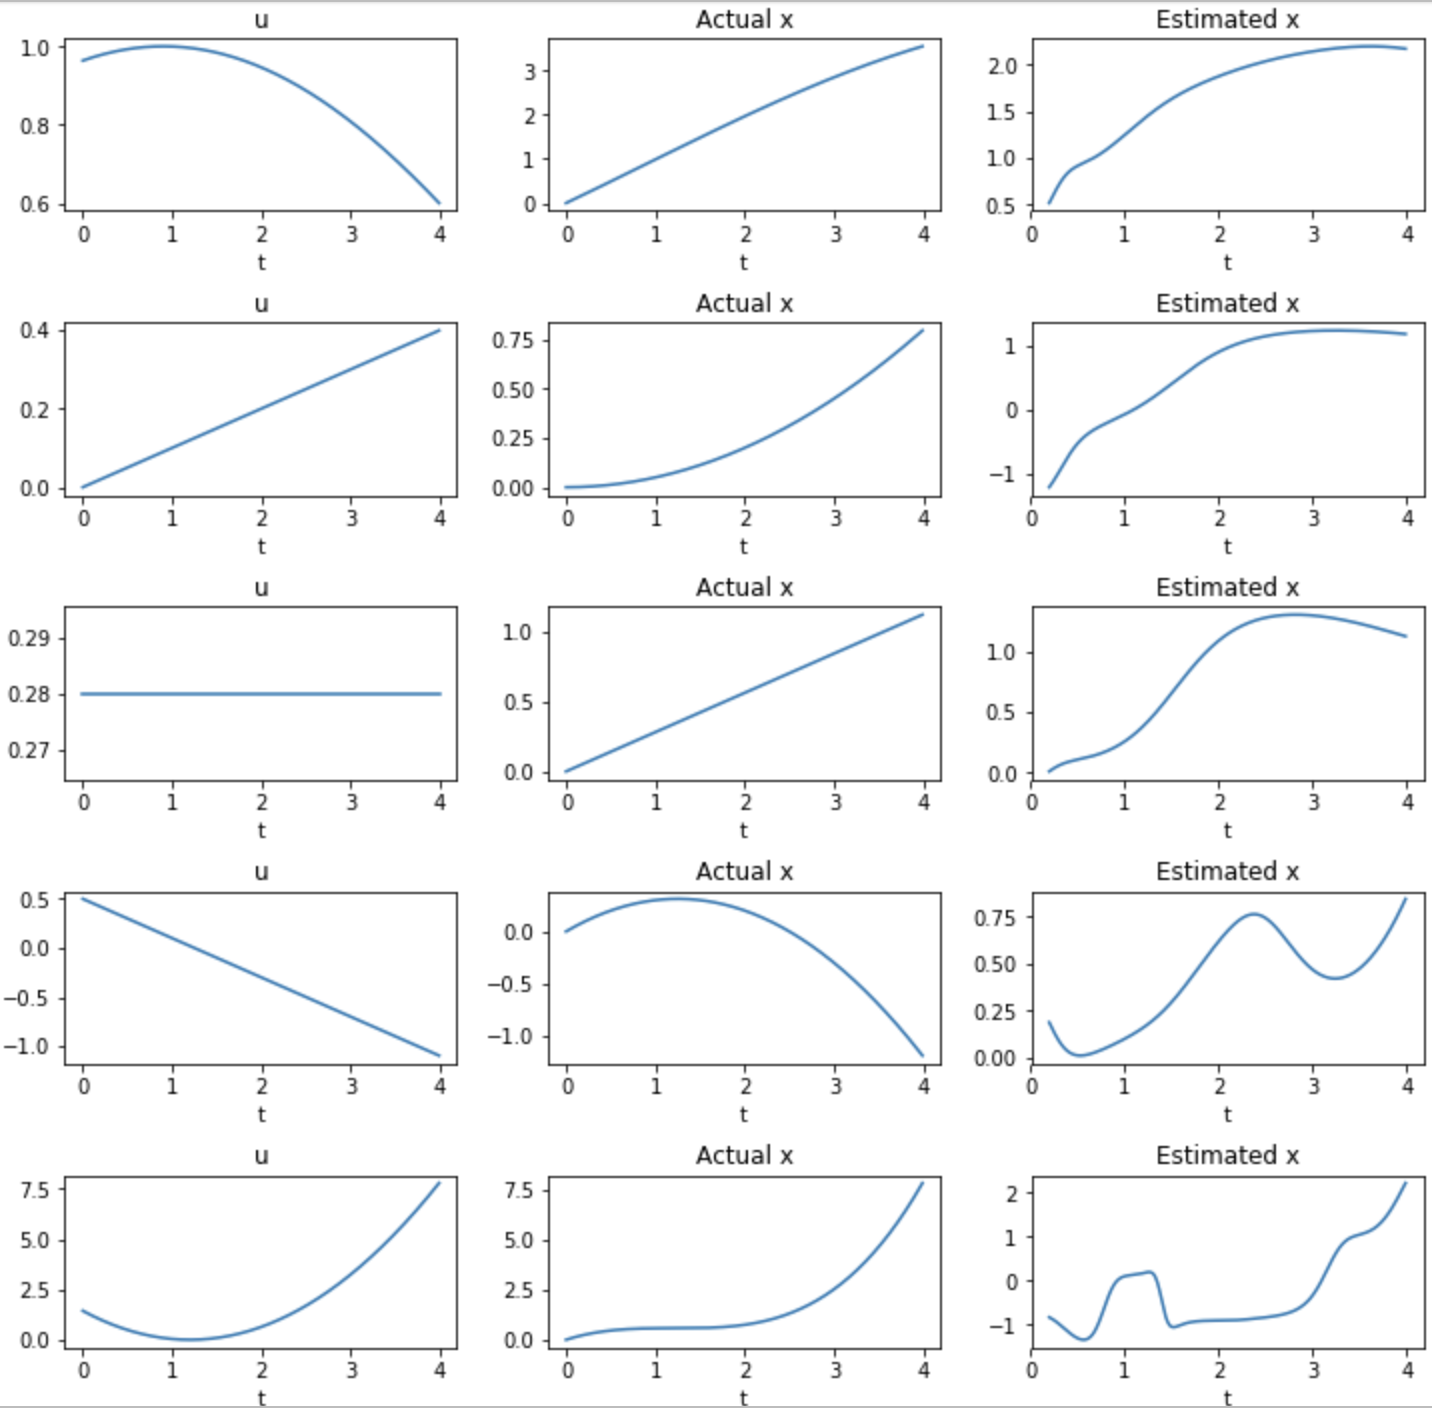 u Actual x Estimated x
1.0 3 2.0
0.8 2 1.5
1 1.0
0.6 0 0.5
0 1 2 3 4 0 1 2 3 4 0 1 2 3 4
t t t
u Actual x Estimated x
0.4 0.75 1
0.2 0.50 0
0.25
0.0 0.00 −1
0 1 2 3 4 0 1 2 3 4 0 1 2 3 4
t t t
u Actual x Estimated x
0.29 1.0 1.0
0.28 0.5 0.5
0.27 0.0 0.0
0 1 2 3 4 0 1 2 3 4 0 1 2 3 4
t t t
u Actual x Estimated x
0.5 0.0 0.75
0.0 −0.5 0.50
−0.5 0.25
−1.0 −1.0 0.00
0 1 2 3 4 0 1 2 3 4 0 1 2 3 4
t t t
u Actual x Estimated x
7.5 7.5 2
5.0 5.0 1
2.5 2.5 0
0.0 0.0 −1
0 1 2 3 4 0 1 2 3 4 0 1 2 3 4
t t t